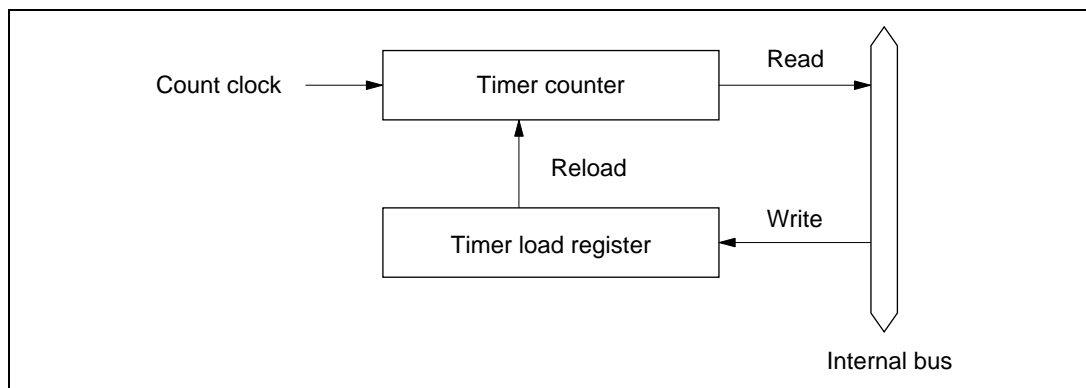 Read
Count clock
Timer counter
Reload
Write
Timer load register
Internal bus